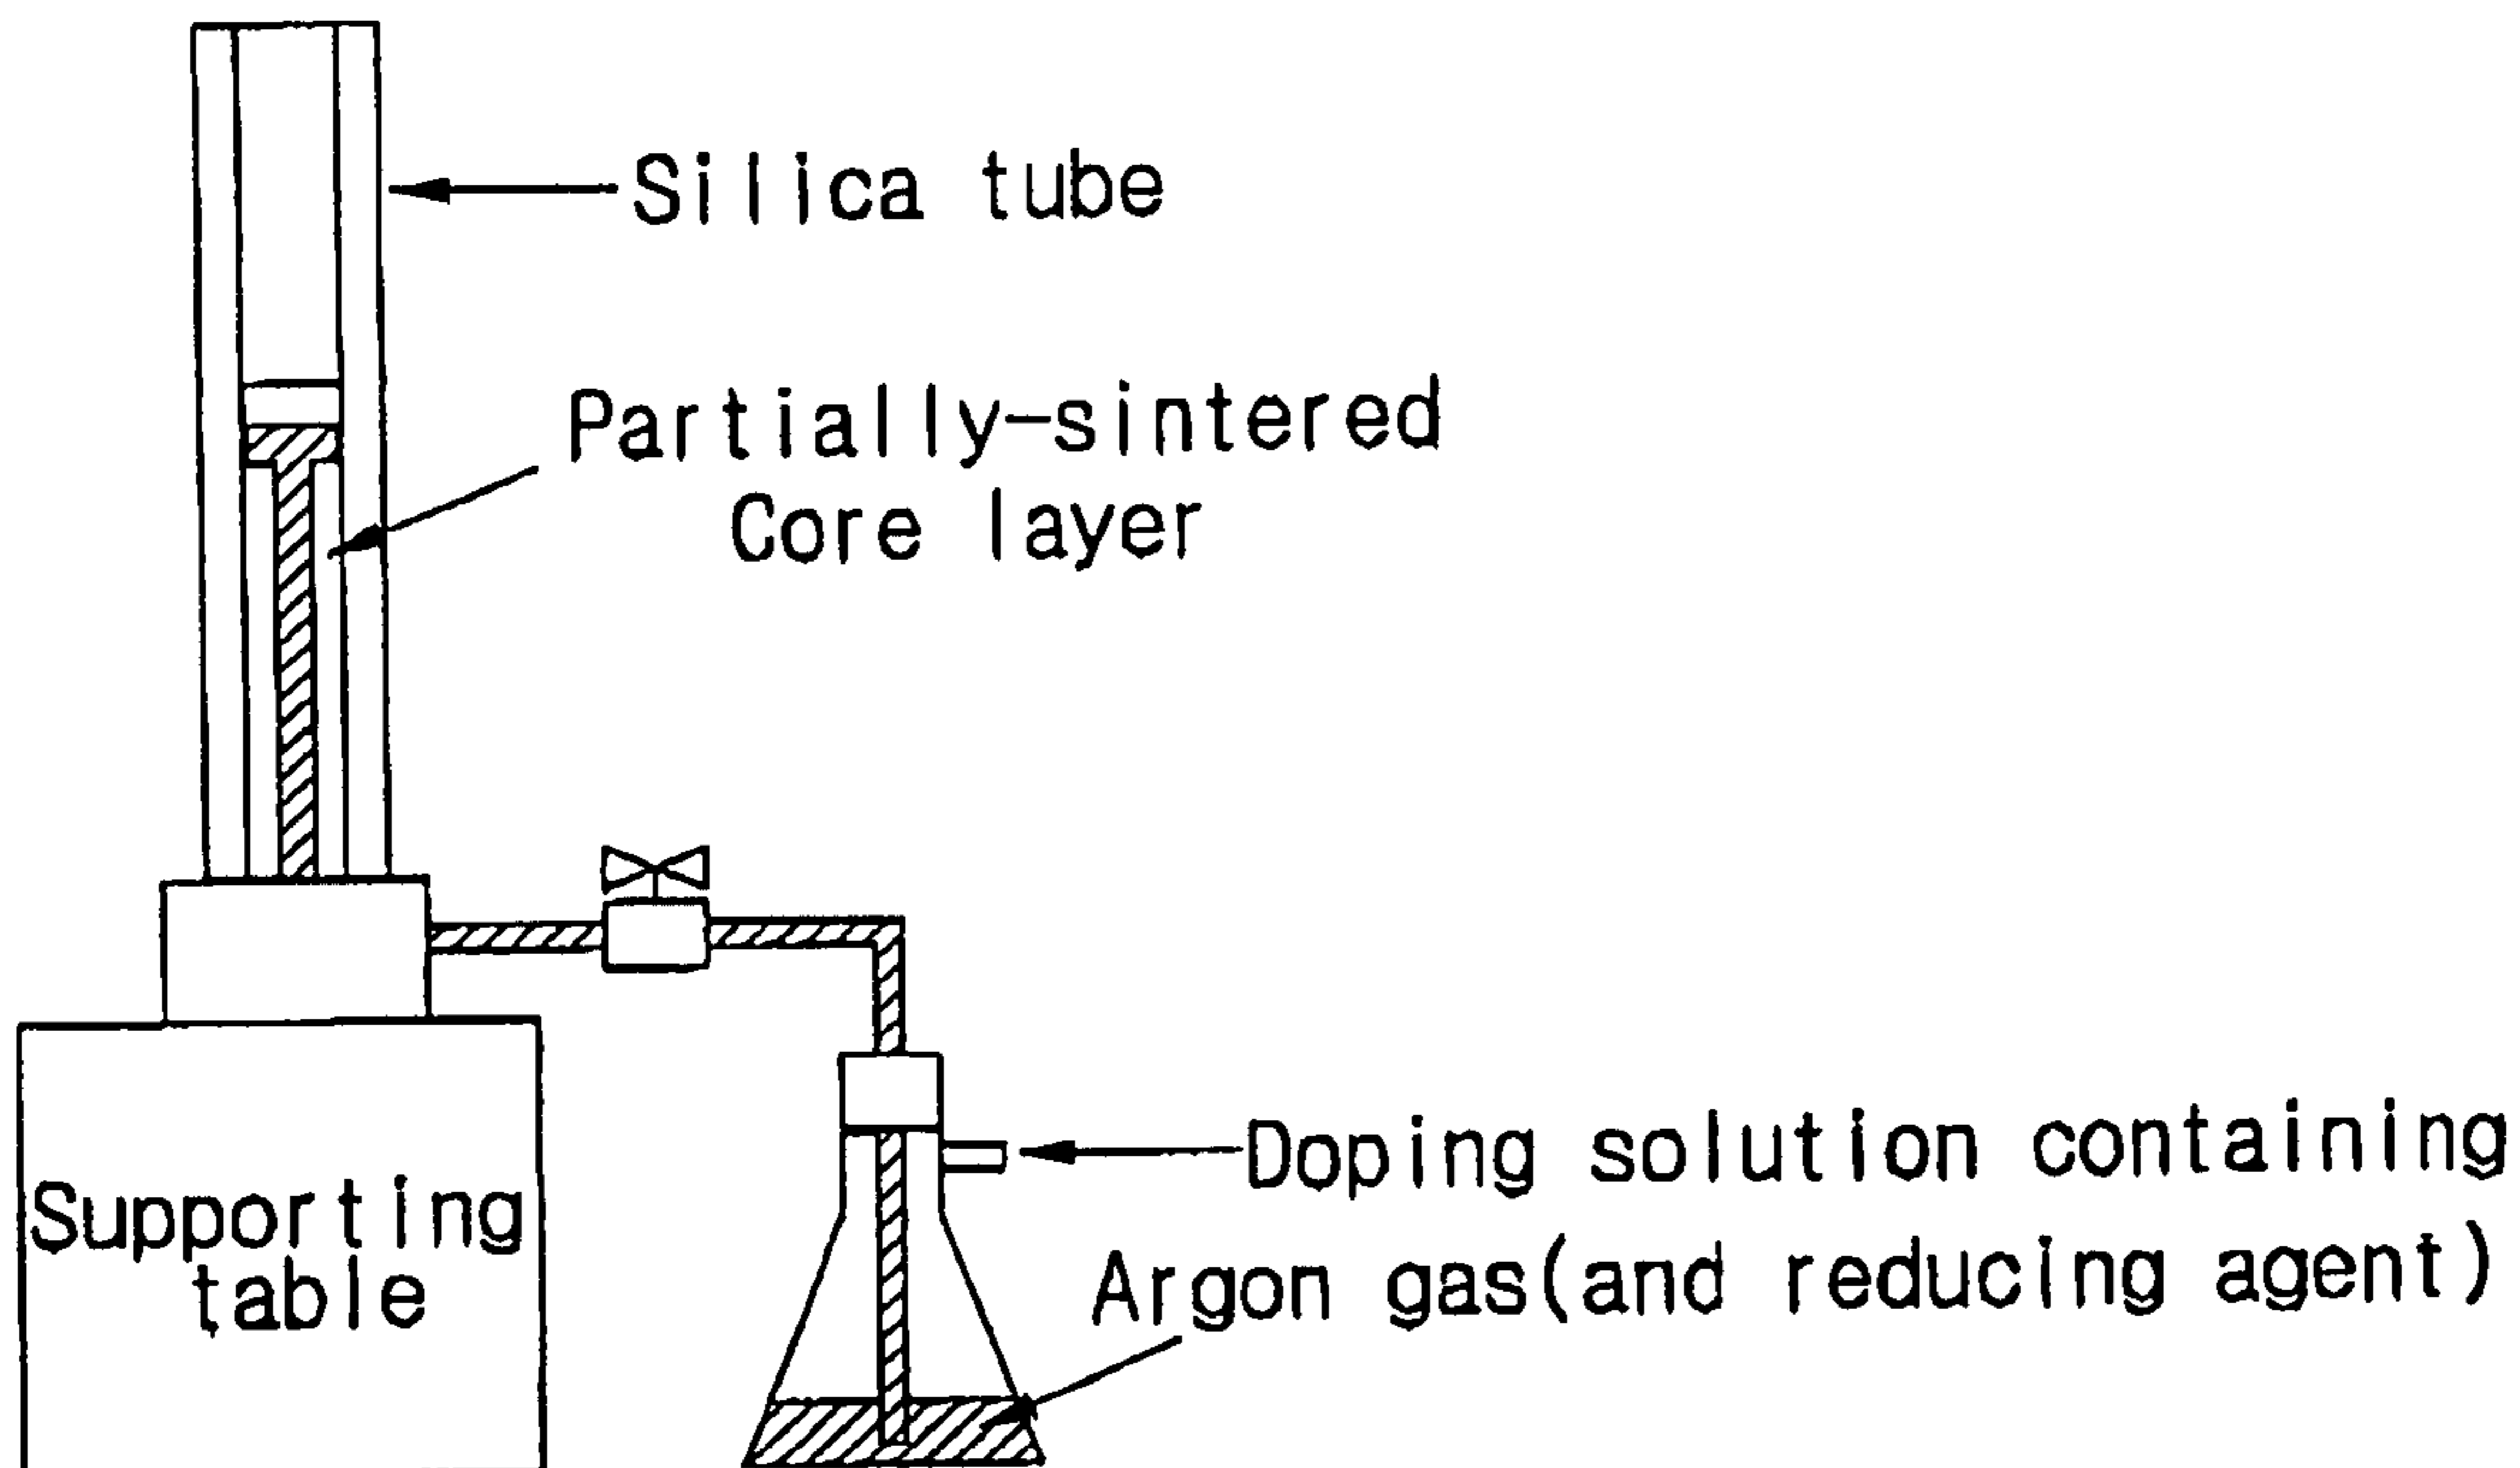 Silica tube
Partially-sintered
Core layer
Doping solution containing
Argon gas(and reducing agent)
Supporting
table